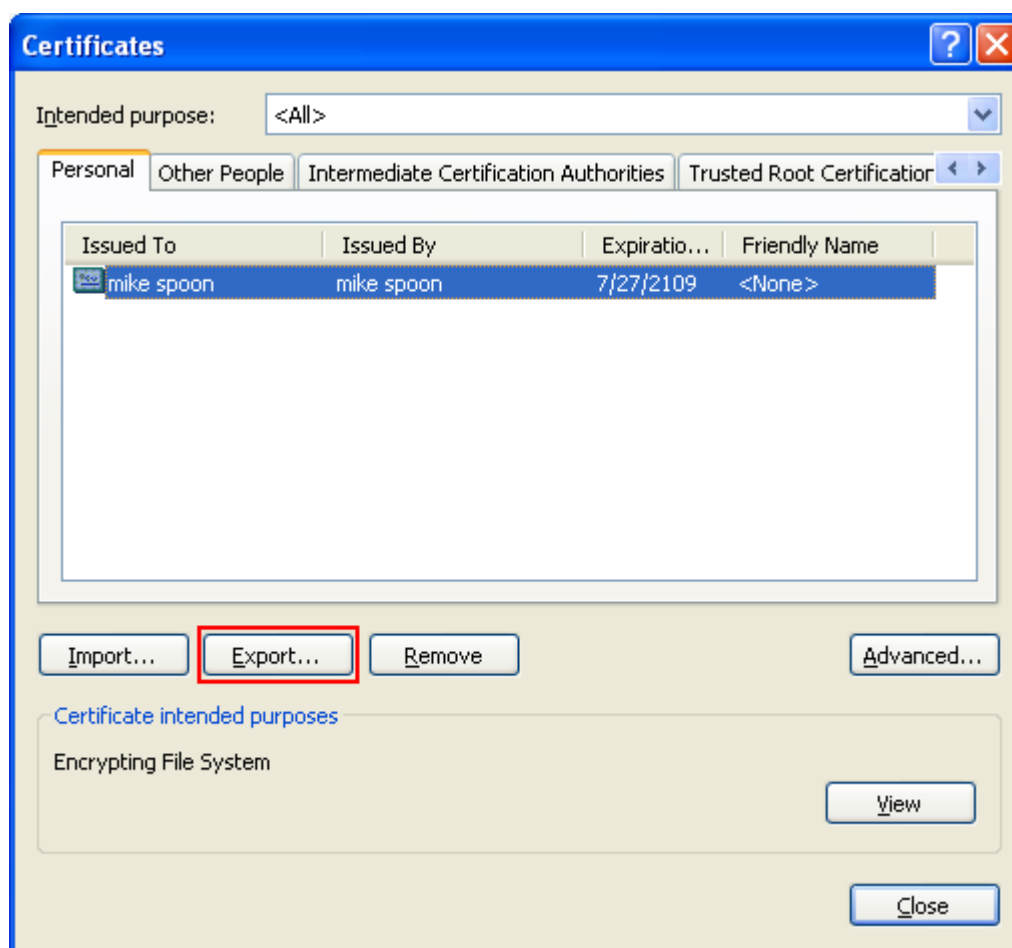 Certificates
Intended purpose: <All>
Personal Other People Intermediate Certification Authorities Trusted Root Certification
Issued To Issued By Expiratio... Friendly Name
mike spoon mike spoon 7/27/2109 <None>
Import... Export... Remove Advanced...
Certificate intended purposes
Encrypting File System
View
Close